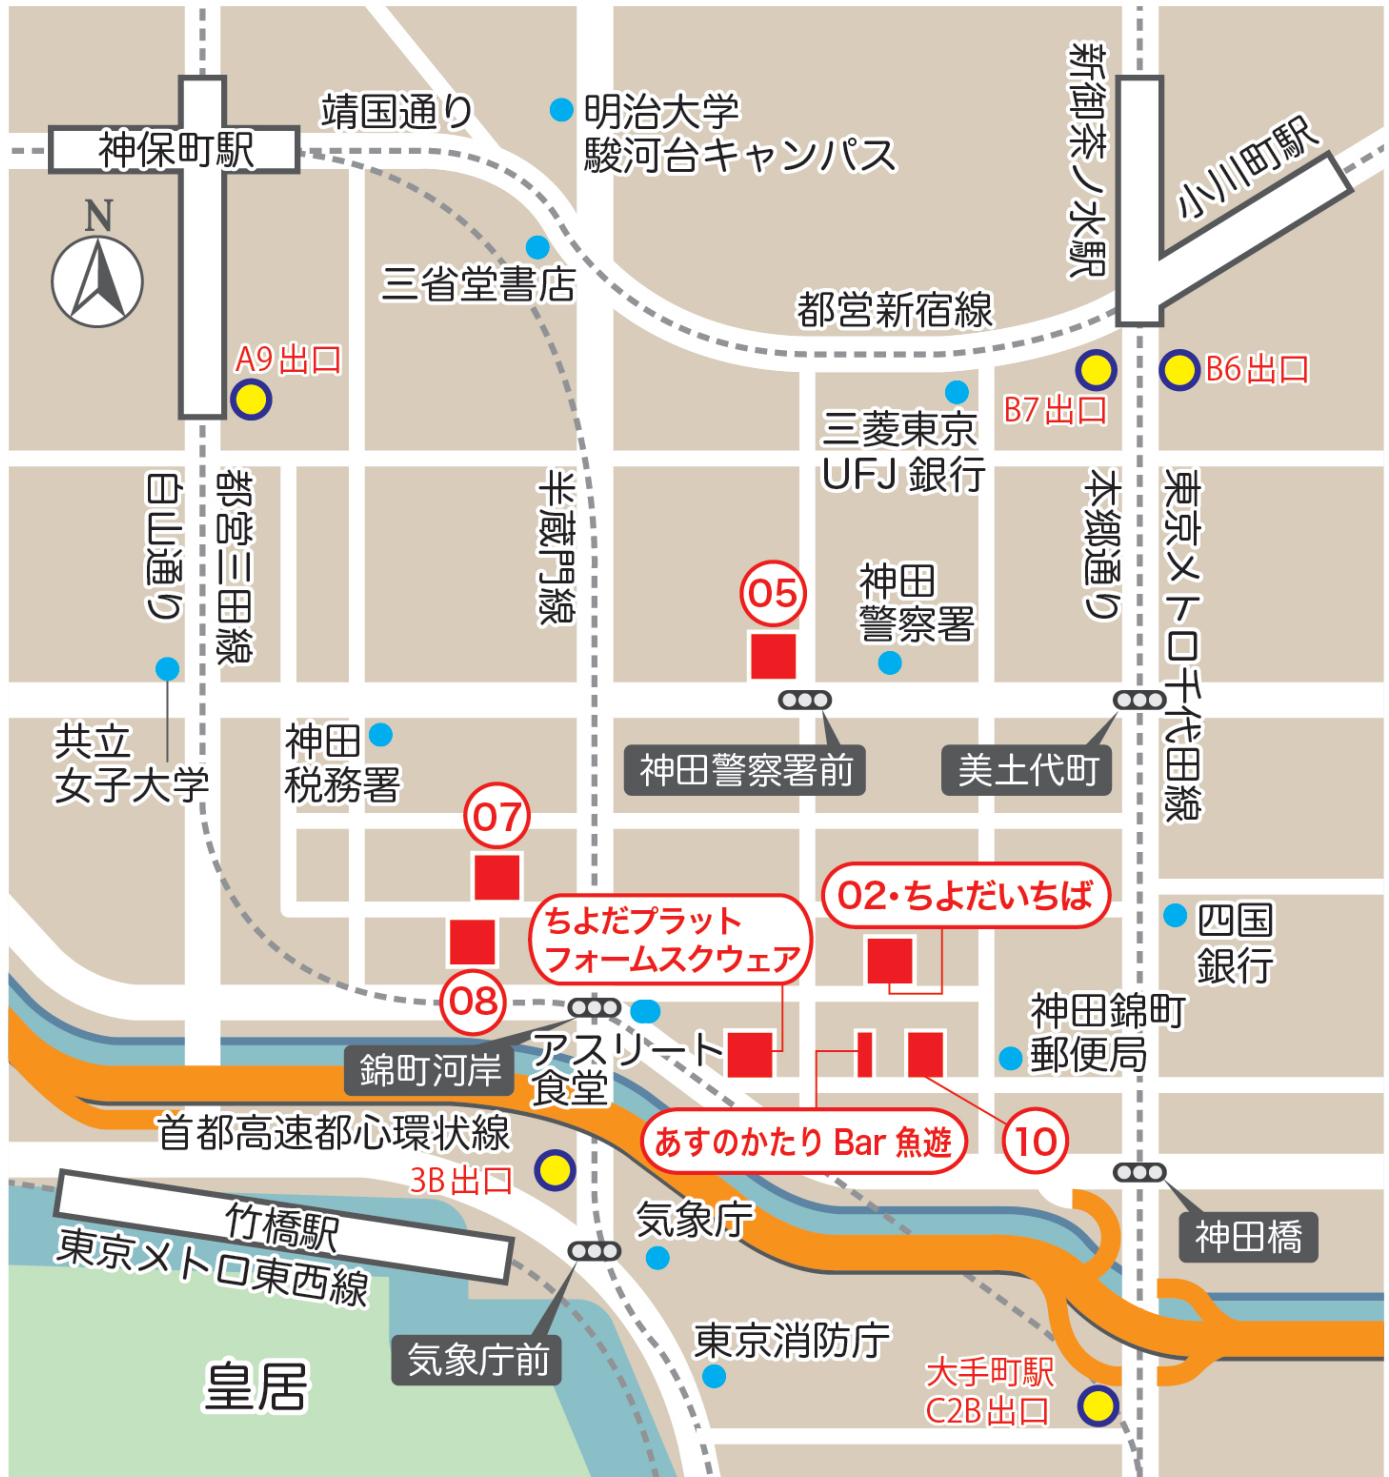 新御茶ノ水駅
靖国通り
明治大学
駿河台キャンパス
神保町駅
小川町駅
N
三省堂書店
都営新宿線
A9出口
B6出口
B7出口
三菱東京
UFJ 銀行
白山通り
都営三田線
半蔵門線
本郷通り
東京メトロ千代田線
05
神田
警察署
共立
女子大学
神田
税務署
神田警察署前
美土代町
07
02・ちよだいちば
ちよだプラット
フォームスクウェア
四国
銀行
08
神田錦町
郵便局
アスリート
食堂
錦町河岸
首都高速都心環状線
あすのかたり Bar 魚遊
10
3B出口
竹橋駅
東京メトロ東西線
気象庁
神田橋
気象庁前
東京消防庁
皇居
大手町駅
C2B出口